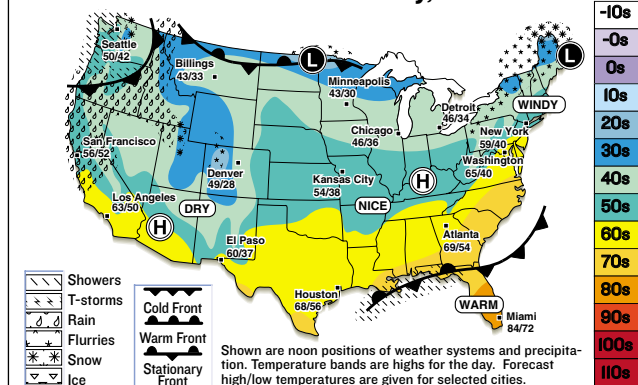 -10s
-0s
0s
10s
20s
30s
40s
50s
60s
70s
80s
90s
100s
110s
Seattle
50/42
Billings
43/33
L
Minneapolis
43/30
L
WINDY
Detroit
46/34
Chicago
46/36
New York
59/40
Washington
65/40
San Francisco
56/52
Denver
49/28
Kansas City
54/38
H
Los Angeles
63/50
DRY
NICE
H
El Paso
60/37
Atlanta
69/54
Houston
68/56
WARM
Miami
84/72
Showers
T-storms
Rain
Flurries
Snow
Ice
Cold Front
Warm Front
Stationary
Front
Shown are noon positions of weather systems and precipita-
tion. Temperature bands are highs for the day. Forecast
high/low temperatures are given for selected cities.